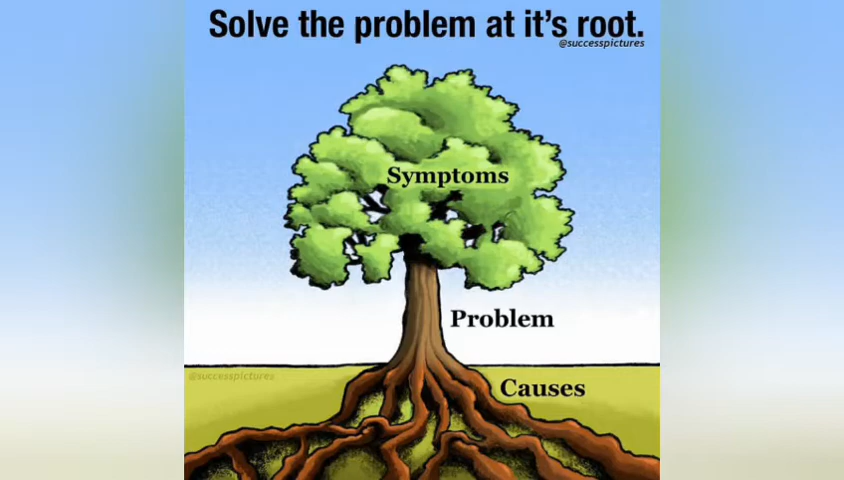 Solve the problem at it's root.
@successpictures
Symptoms
Problem
@successpictures
Causes